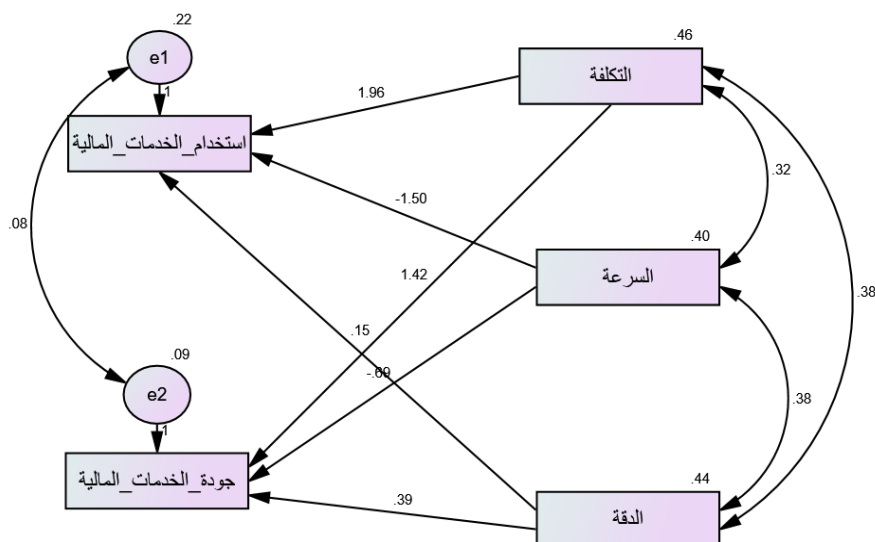 .22
e1
1
.46
التكلفة
1.96
استخدام_الخدمات_المالية
.32
-1.50
.08
.40
السرعة
1.42
.38
.15
-.69
.09
e2
.38
1
جودة_الخدمات_المالية
.44
.39
الدقة